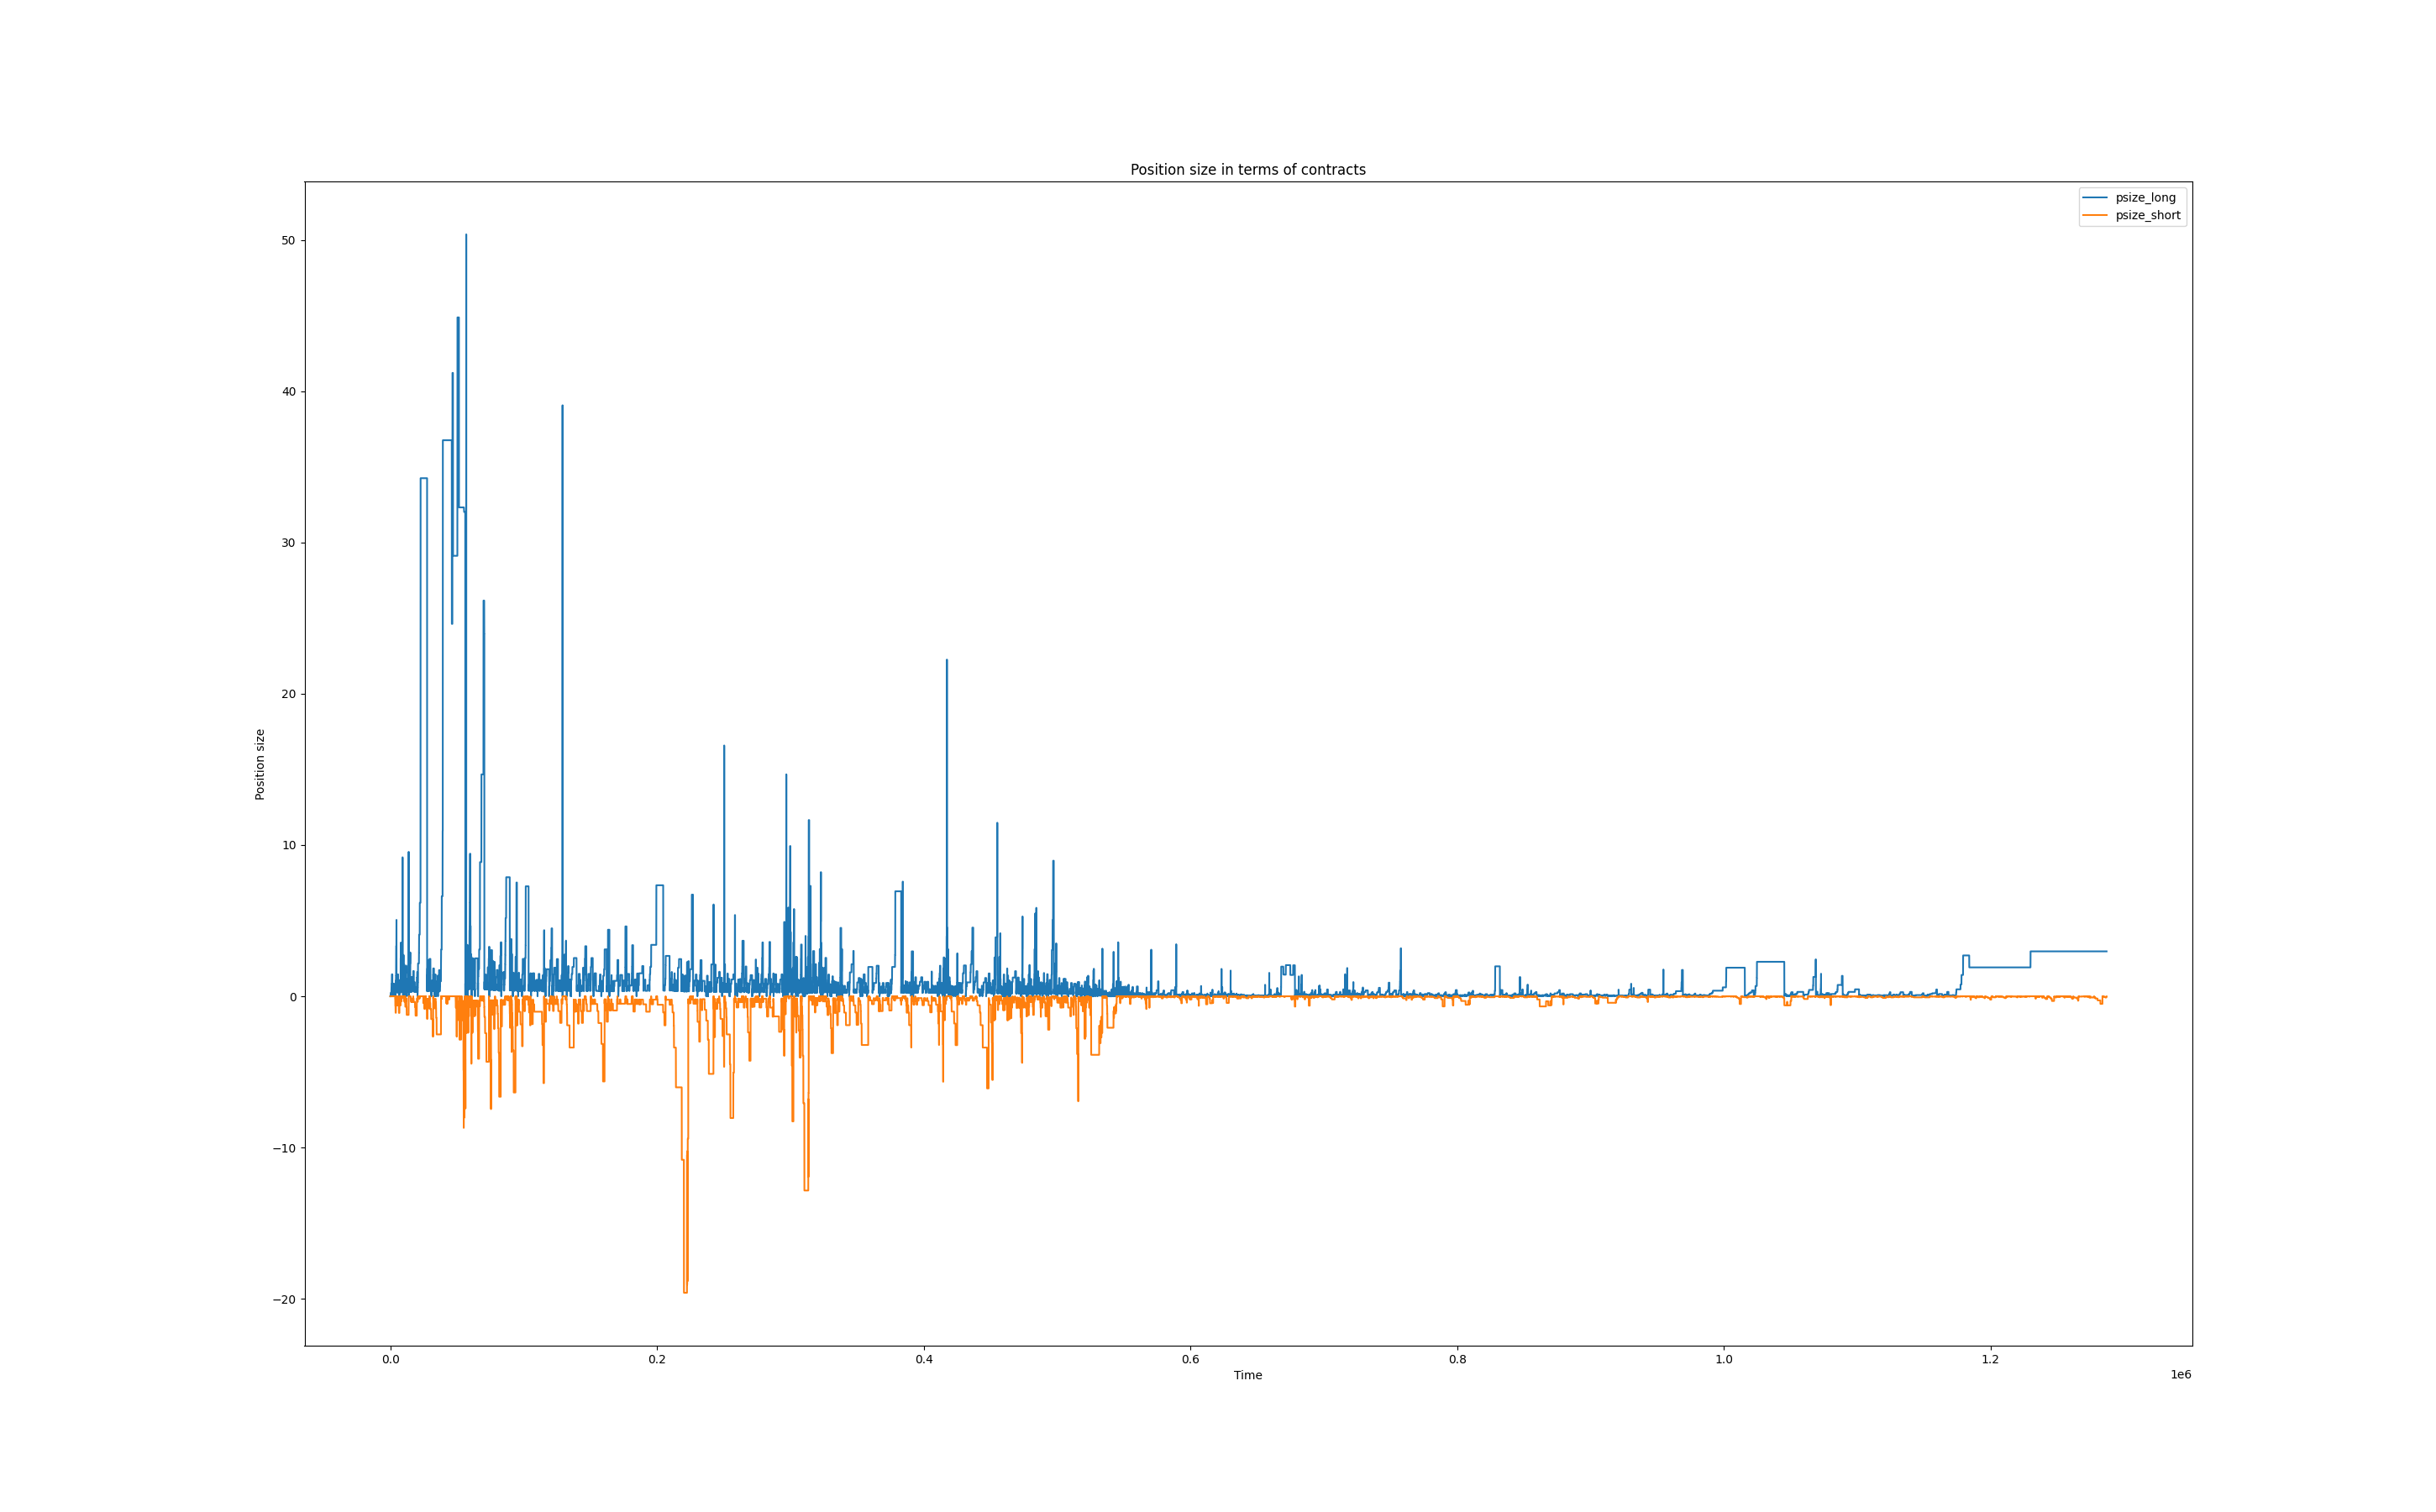 Position size in terms of contracts
psize_long
psize_short
50
40
30
20
10
0
−10
−20
Position size
0.0 0.2 0.4 0.6 0.8 1.0 1.2
Time
1e6